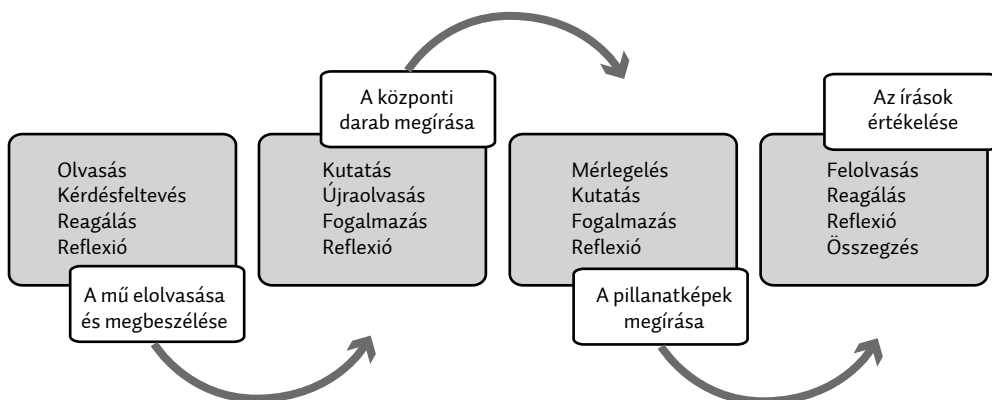 Olvasás
Kérdésfeltevés
Reagálás
Reflexió
A mű elolvasása
és megbeszélése
A központi
darab megírása
Kutatás
Újraolvasás
Fogalmazás
Reflexió
Mérlegelés
Kutatás
Fogalmazás
Reflexió
A pillanatképek
megírása
Az írások
értékelése
Felolvasás
Reagálás
Reflexió
Összegzés